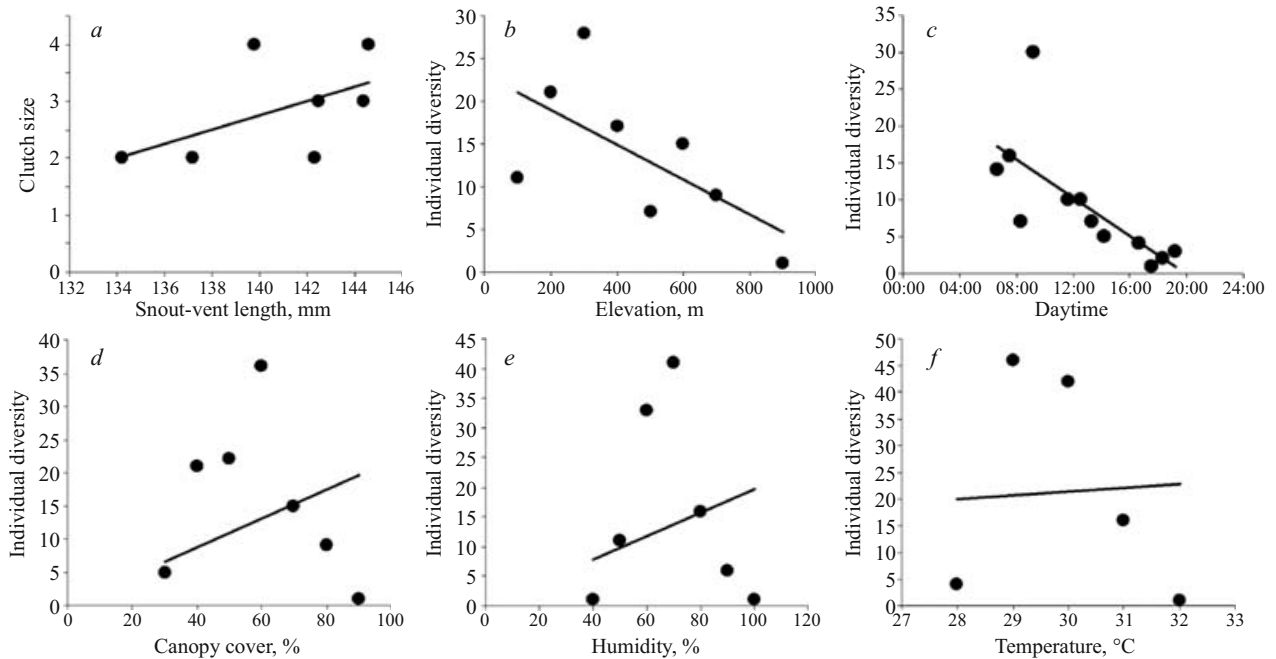 a
Clutch size
4
3
2
1
0
132 134 136 138 140 142 144 146
Snout-vent length, mm
b
Individual diversity
30
25
20
15
10
5
0
0 200 400 600 800 1000
Elevation, m
c
Individual diversity
35
30
25
20
15
10
5
0
00:00 04:00 08:00 12:00 16:00 20:00 24:00
Daytime
d
Individual diversity
40
35
30
25
20
15
10
5
0
0 20 40 60 80 100
Canopy cover, %
e
Individual diversity
45
40
35
30
25
20
15
10
5
0
0 20 40 60 80 100 120
Humidity, %
f
Individual diversity
50
45
40
35
30
25
20
15
10
5
0
27 28 29 30 31 32 33
Temperature, °C